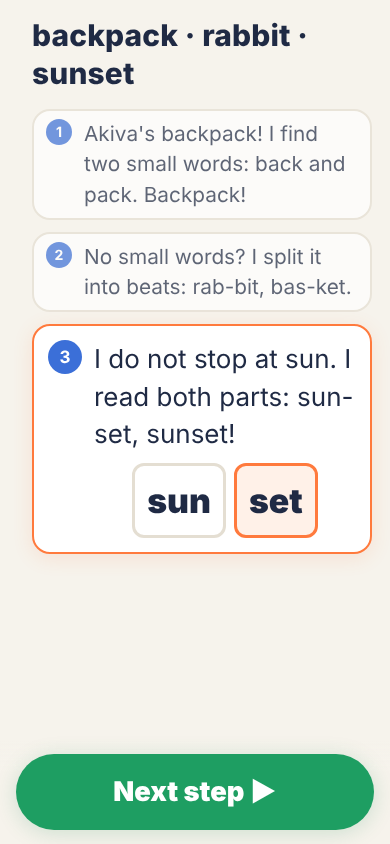 backpack · rabbit ·
sunset
1
Akiva's backpack! I find
two small words: back and
pack. Backpack!
2
No small words? I split it
into beats: rab-bit, bas-ket.
3
I do not stop at sun. I
read both parts: sun-
set, sunset!
sun set
Next step ▶